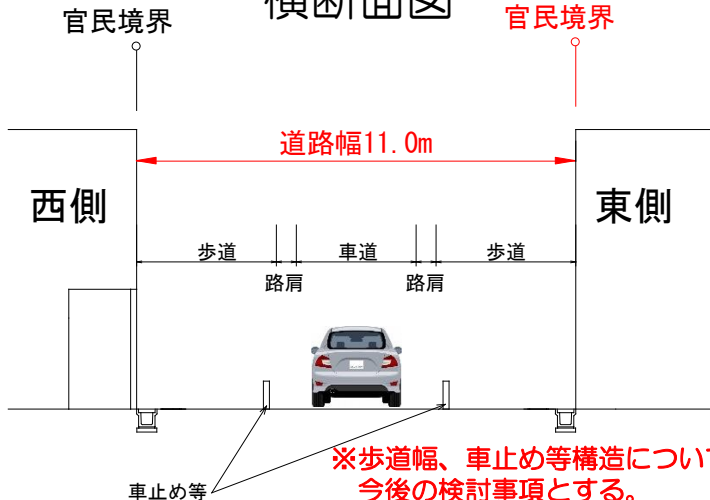 横断面図
官民境界
官民境界
道路幅11.0m
西側
東側
歩道
車道
歩道
路肩
路肩
※歩道幅、車止め等構造につい
今後の検討事項とする。
車止め等